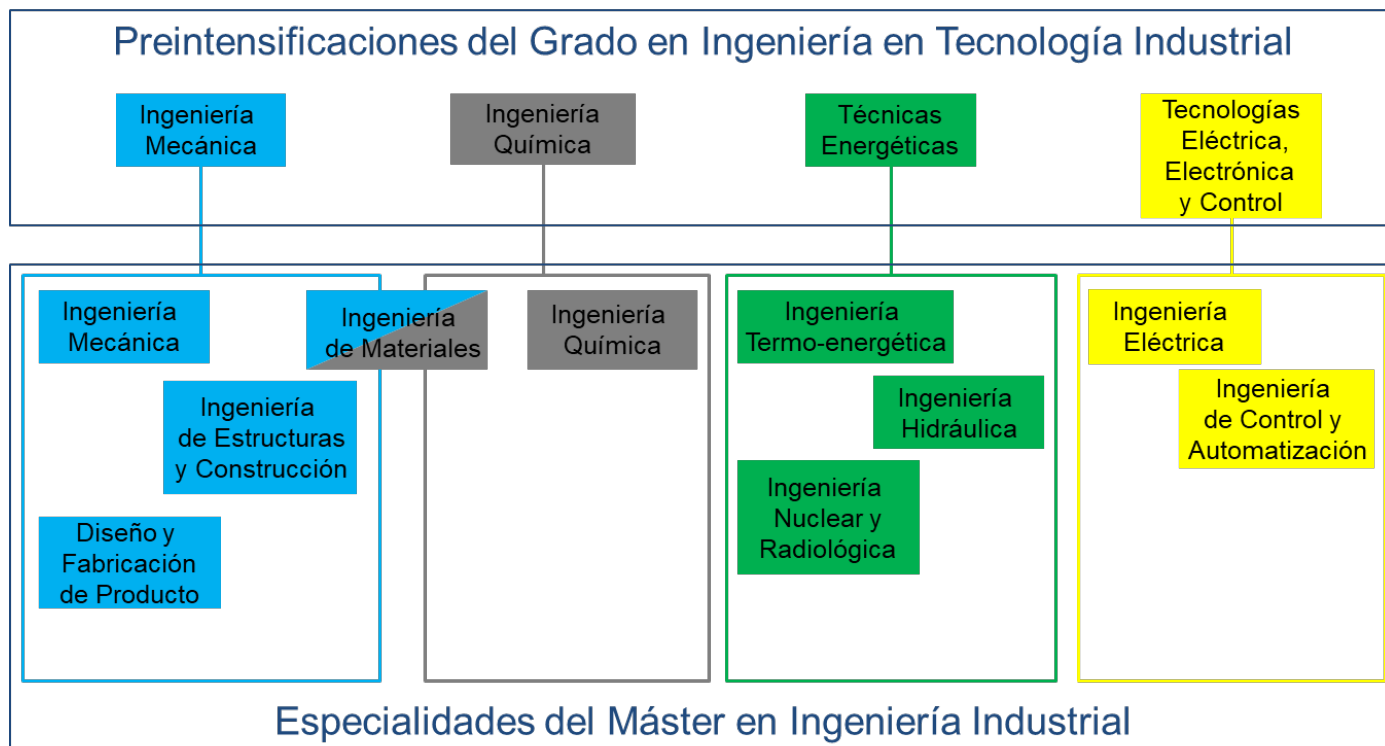 Preintensificaciones del Grado en Ingeniería en Tecnología Industrial
Ingeniería
Mecánica
Ingeniería
Química
Técnicas
Energéticas
Tecnologías
Eléctrica,
Electrónica
y Control
Ingeniería
Mecánica
Ingeniería
de Materiales
Ingeniería
Química
Ingeniería
Termo-energética
Ingeniería
Eléctrica
Ingeniería
de Estructuras
y Construcción
Ingeniería
Hidráulica
Ingeniería
de Control y
Automatización
Diseño y
Fabricación
de Producto
Ingeniería
Nuclear y
Radiológica
Especialidades del Máster en Ingeniería Industrial